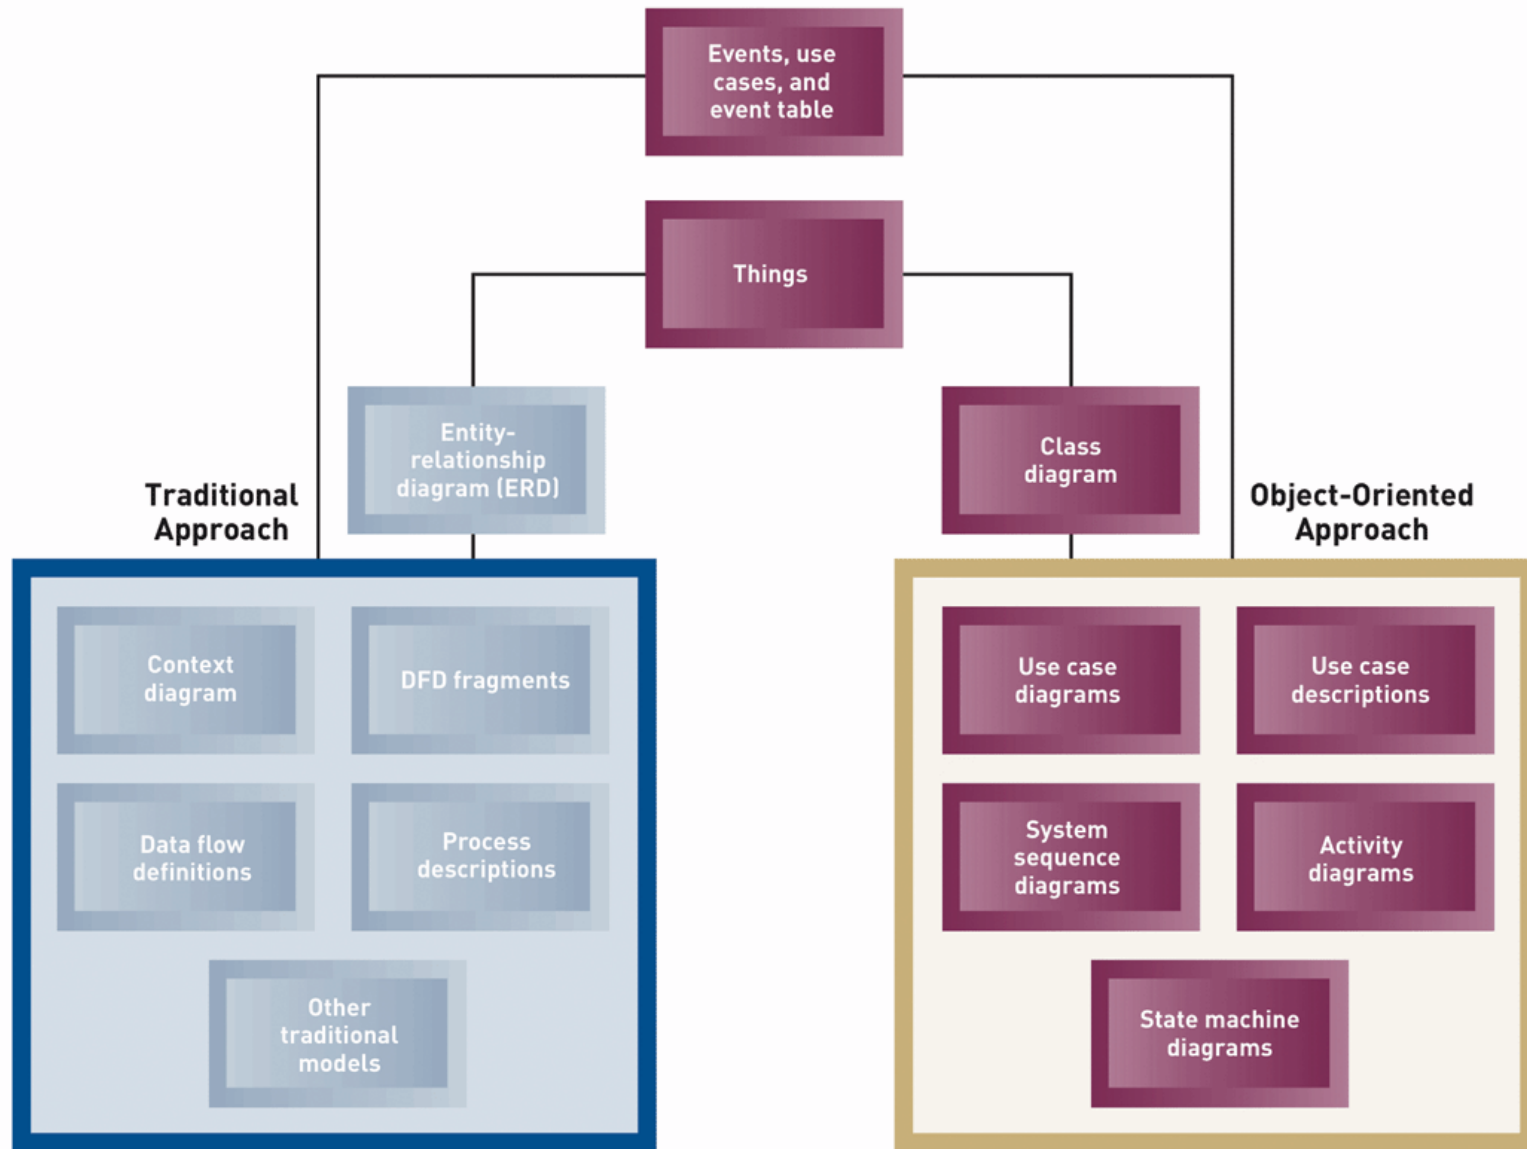 Events, use
cases, and
event table
Things
Entity-
relationship
diagram (ERD)
Class
diagram
Traditional
Approach
Object-Oriented
Approach
Context
diagram
DFD fragments
Use case
diagrams
Use case
descriptions
Data flow
definitions
Process
descriptions
System
sequence
diagrams
Activity
diagrams
Other
traditional
models
State machine
diagrams